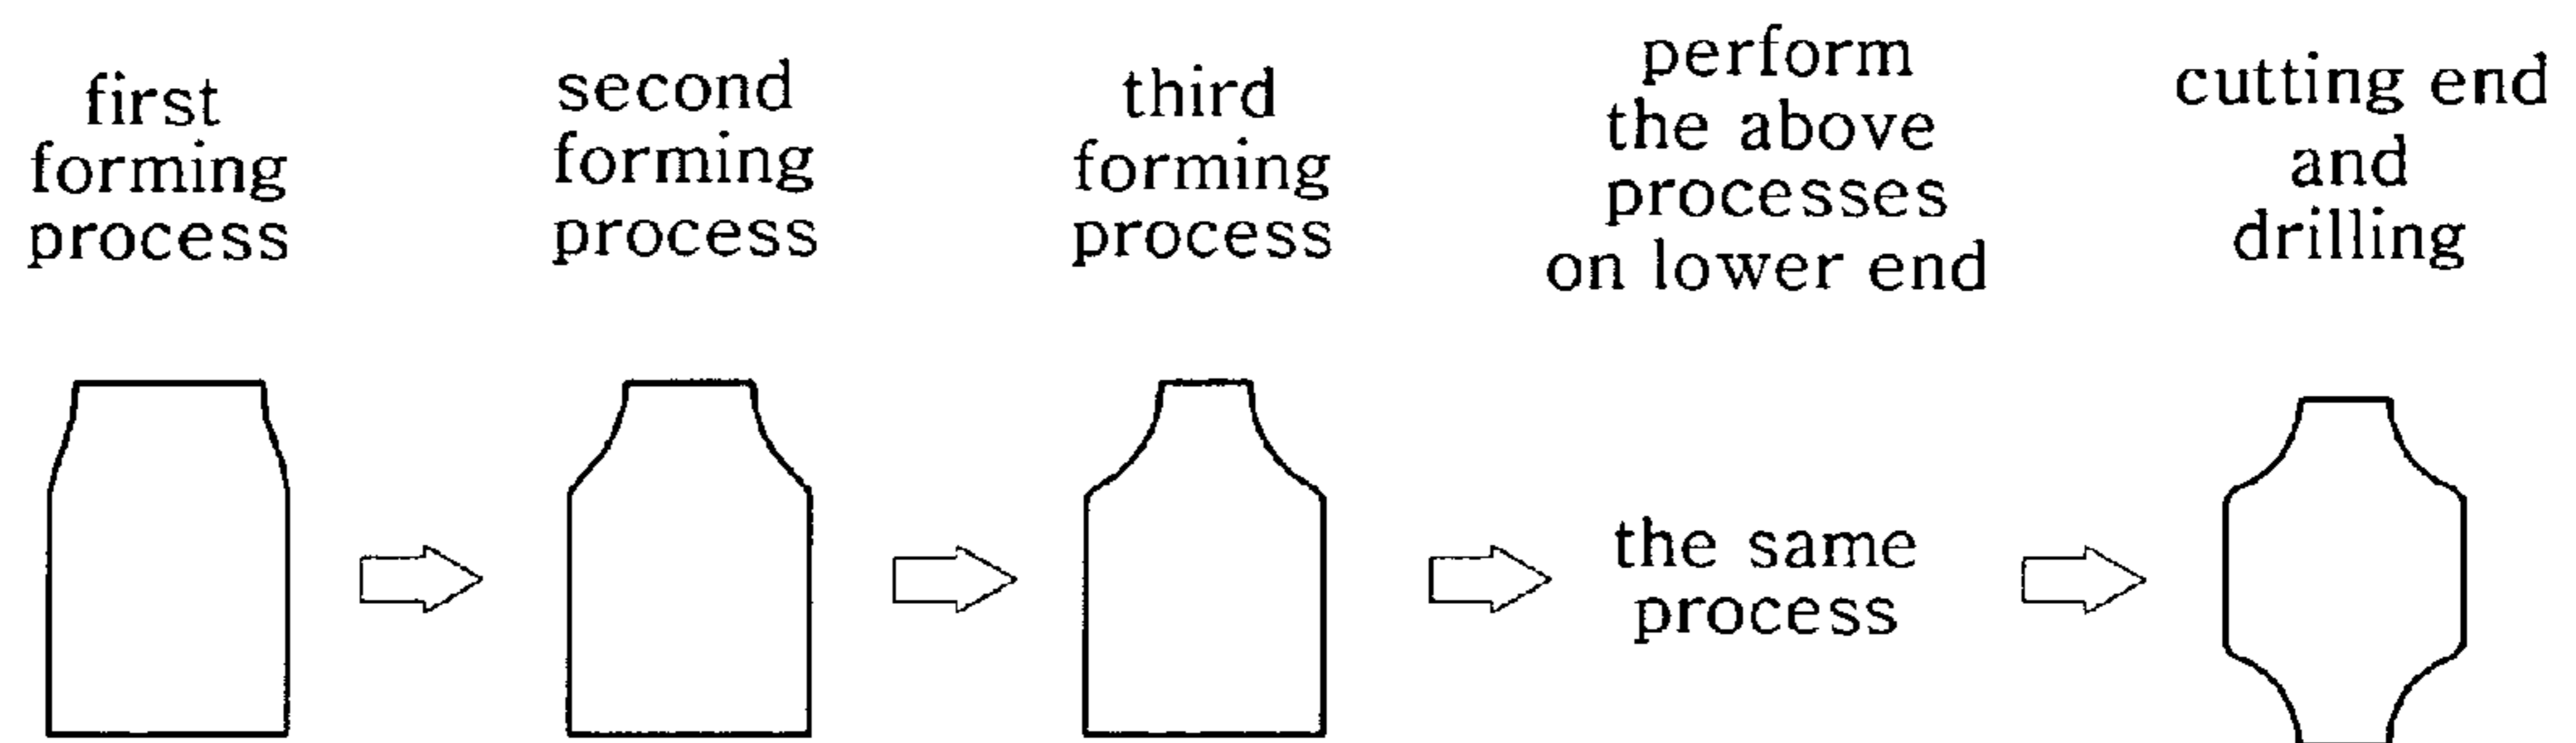 first
forming
process
second
forming
process
third
forming
process
perform
the above
processes
on lower end
cutting end
and
drilling
the same
process